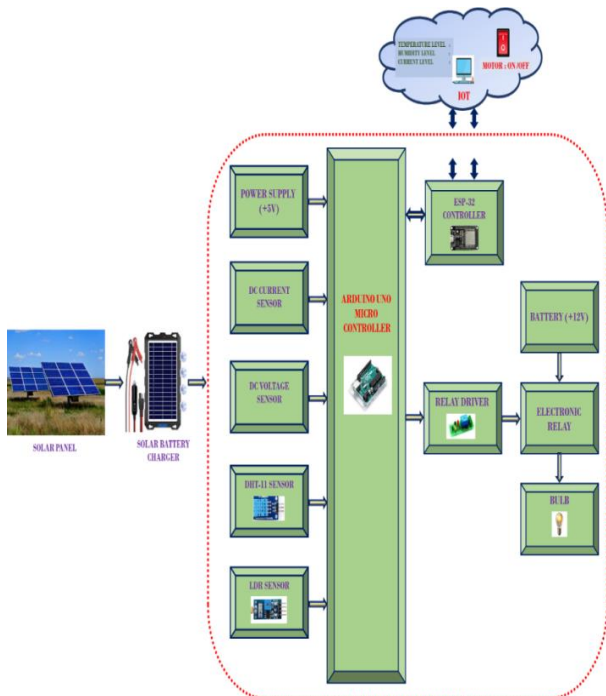 TEMPERATURE LEVEL :
HUMIDITY LEVEL :
CURRENT LEVEL :
MOTOR : ON/OFF
IOT
POWER SUPPLY
(+5V)
ESP-32
CONTROLLER
DC CURRENT
SENSOR
ARDUINO UNO
MICRO
CONTROLLER
BATTERY (+12V)
DC VOLTAGE
SENSOR
RELAY DRIVER
ELECTRONIC
RELAY
SOLAR PANEL
SOLAR BATTERY
CHARGER
DHT-11 SENSOR
BULB
LDR SENSOR